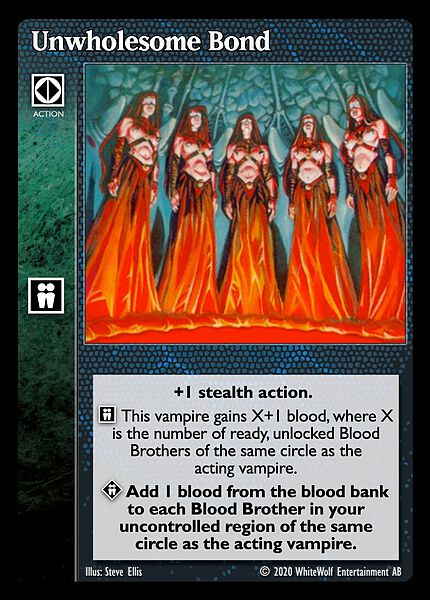 Unwholesome Bond
ACTION
+1 stealth action.
This vampire gains X+1 blood, where X
is the number of ready, unlocked Blood
Brothers of the same circle as the
acting vampire.
Add 1 blood from the blood bank
to each Blood Brother in your
uncontrolled region of the same
circle as the acting vampire.
Illus: Steve Ellis © 2020 WhiteWolf Entertainment AB